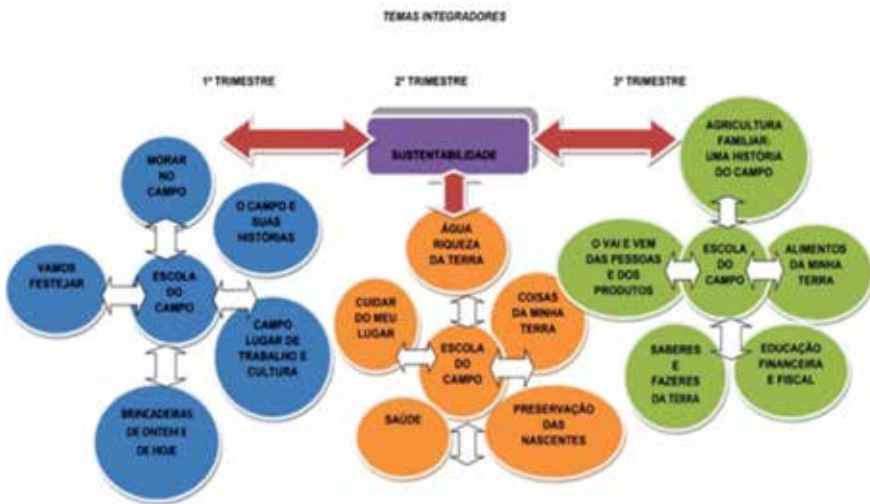 TEMAS INTEGRADORES
1º TRIMESTRE
2º TRIMESTRE
3º TRIMESTRE
SUSTENTABILIDADE
MORAR
NO
CAMPO
O CAMPO E
SUAS
HISTÓRIAS
VAMOS
FESTEJAR
ESCOLA
DO
CAMPO
CAMPO
LUGAR DE
TRABALHO E
CULTURA
BRINCADEIRAS
DE ONTEM E
DE HOJE
ÁGUA
RIQUEZA
DA TERRA
CUIDAR
DO MEU
LUGAR
COISAS
DA MINHA
TERRA
ESCOLA
DO
CAMPO
SAÚDE
PRESERVAÇÃO
DAS
NASCENTES
AGRICULTURA
FAMILIAR:
UMA HISTÓRIA
DO CAMPO
O VAI E VEM
DAS PESSOAS
E DOS
PRODUTOS
ESCOLA
DO
CAMPO
ALIMENTOS
DA MINHA
TERRA
SABERES
E
FAZERES
DA TERRA
EDUCAÇÃO
FINANCEIRA
E FISCAL